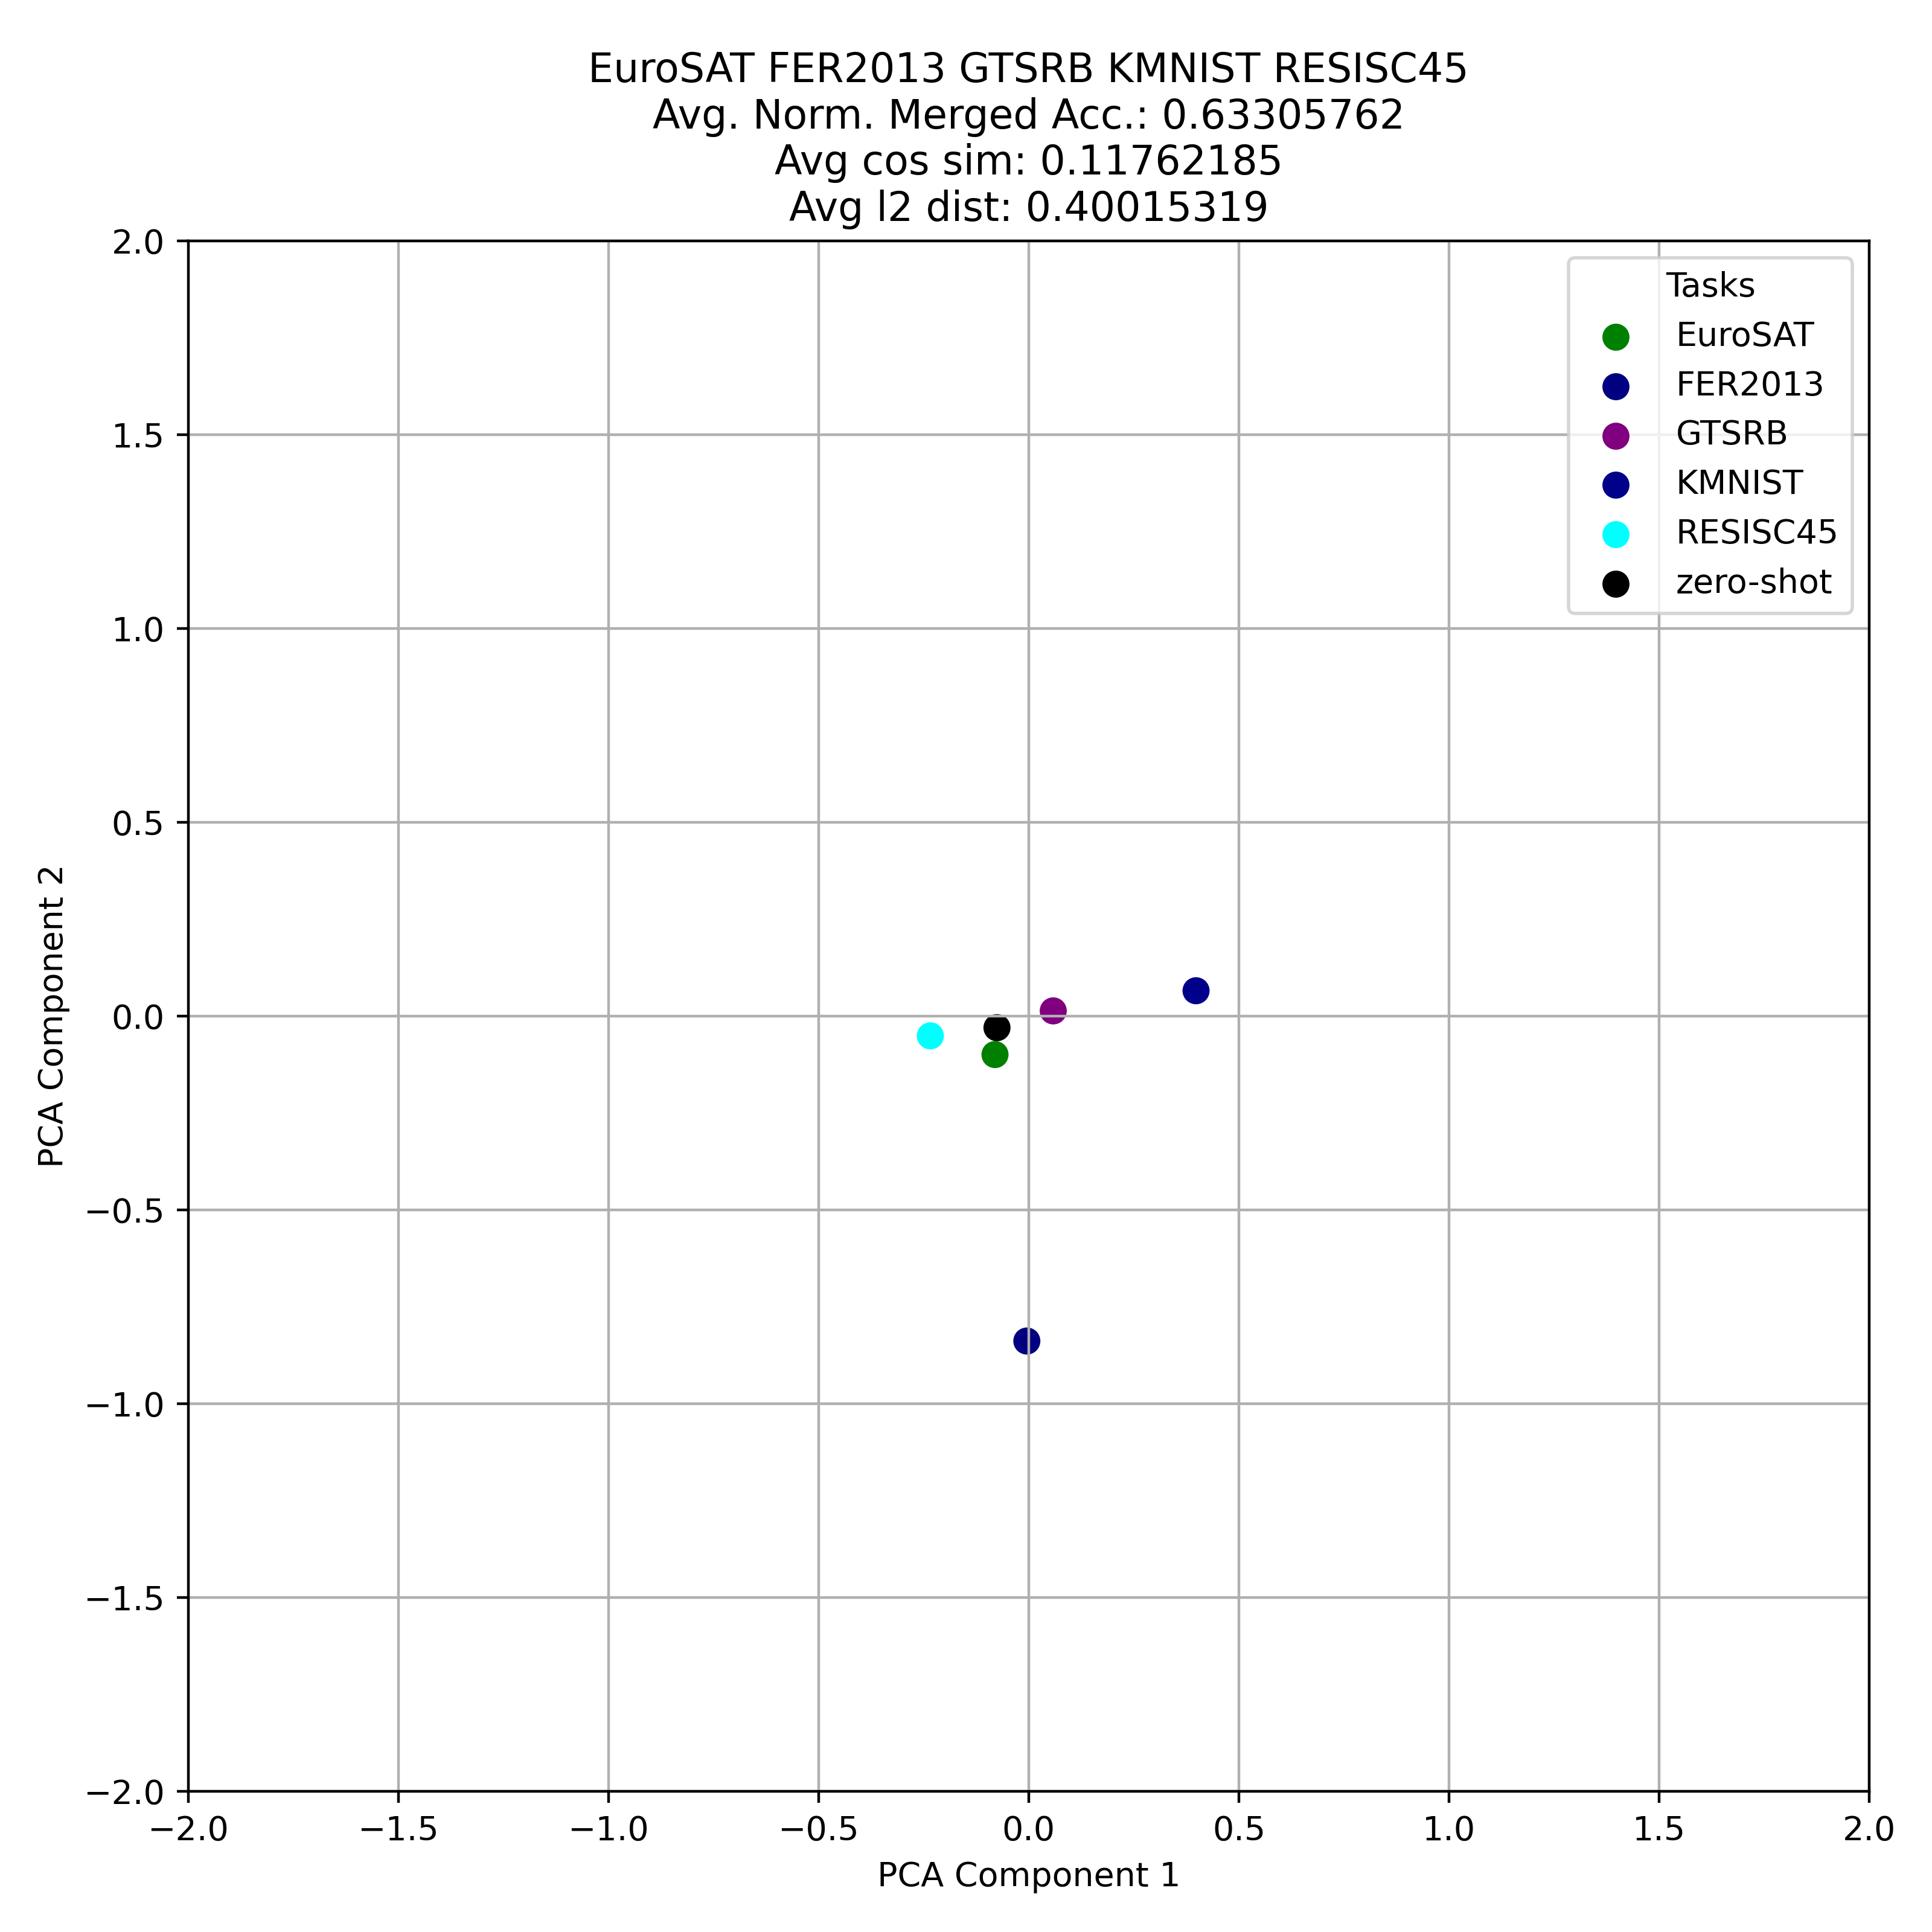 EuroSAT FER2013 GTSRB KMNIST RESISC45
Avg. Norm. Merged Acc.: 0.63305762
Avg cos sim: 0.11762185
Avg l2 dist: 0.40015319
Tasks
EuroSAT
FER2013
GTSRB
KMNIST
RESISC45
zero-shot
2.0
1.5
1.0
0.5
0.0
−0.5
−1.0
−1.5
−2.0
PCA Component 2
−2.0 −1.5 −1.0 −0.5 0.0 0.5 1.0 1.5 2.0
PCA Component 1